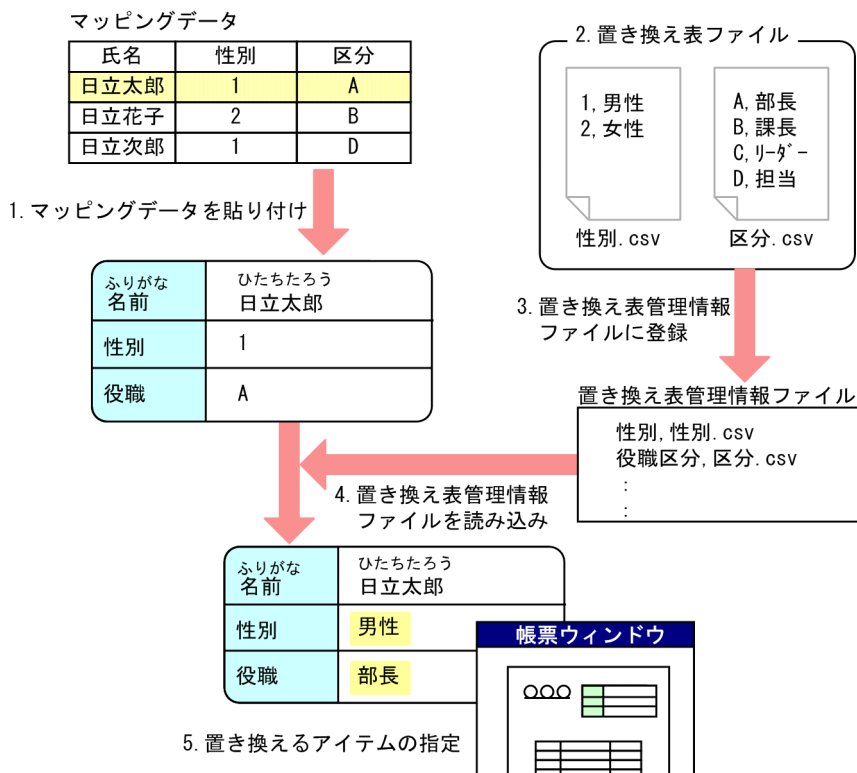 マッピングデータ
氏名 性別 区分
日立太郎 1 A
日立花子 2 B
日立次郎 1 D
2.置き換え表ファイル
1,男性
2,女性
性別.csv
A,部長
B,課長
C,ﾘｰﾀﾞｰ
D,担当
区分.csv
1.マッピングデータを貼り付け
ふりがな ひたちたろう
名前 日立太郎
性別 1
役職 A
3.置き換え表管理情報
ファイルに登録
置き換え表管理情報ファイル
性別,性別.csv
役職区分,区分.csv
:
:
4.置き換え表管理情報
ファイルを読み込み
ふりがな ひたちたろう
名前 日立太郎
性別 男性
役職 部長
帳票ウィンドウ
5.置き換えるアイテムの指定